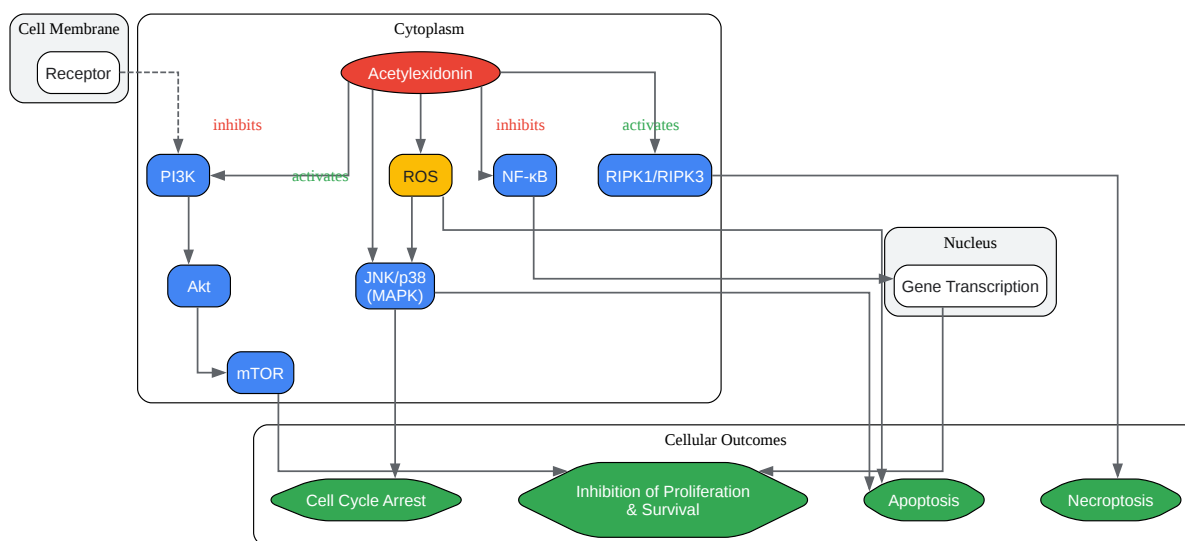 Cell Membrane
Cytoplasm
Receptor
Acetylexidonin
inhibits
inhibits
activates
PI3K
activates
ROS
NF-κB
RIPK1/RIPK3
Nucleus
Akt
JNK/p38
(MAPK)
Gene Transcription
mTOR
Cellular Outcomes
Cell Cycle Arrest
Inhibition of Proliferation
& Survival
Apoptosis
Necroptosis